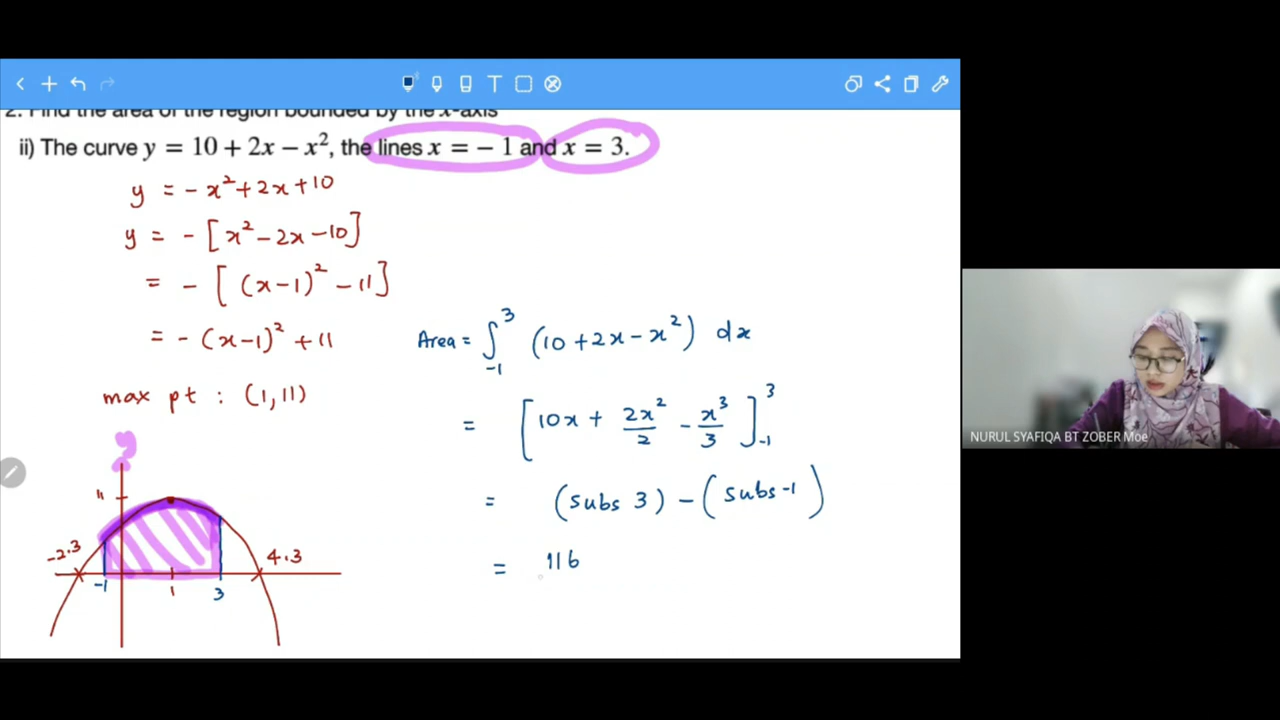 2. Find the area of the region bounded by the x-axis
ii) The curve y = 10 + 2x − x², the lines x = − 1 and x = 3.
y = - x² + 2x + 10
y = - [x² - 2x - 10]
= - [(x-1)² - 11]
= - (x-1)² + 11
max pt : (1, 11)
Area = ∫₋₁³ (10 + 2x - x²) dx
= [10x + 2x²/2 - x³/3]₋₁³
= (subs 3) - (subs -1)
= 116
y
11
-2.3
4.3
-1
1
3
T
NURUL SYAFIQA BT ZOBER Moe